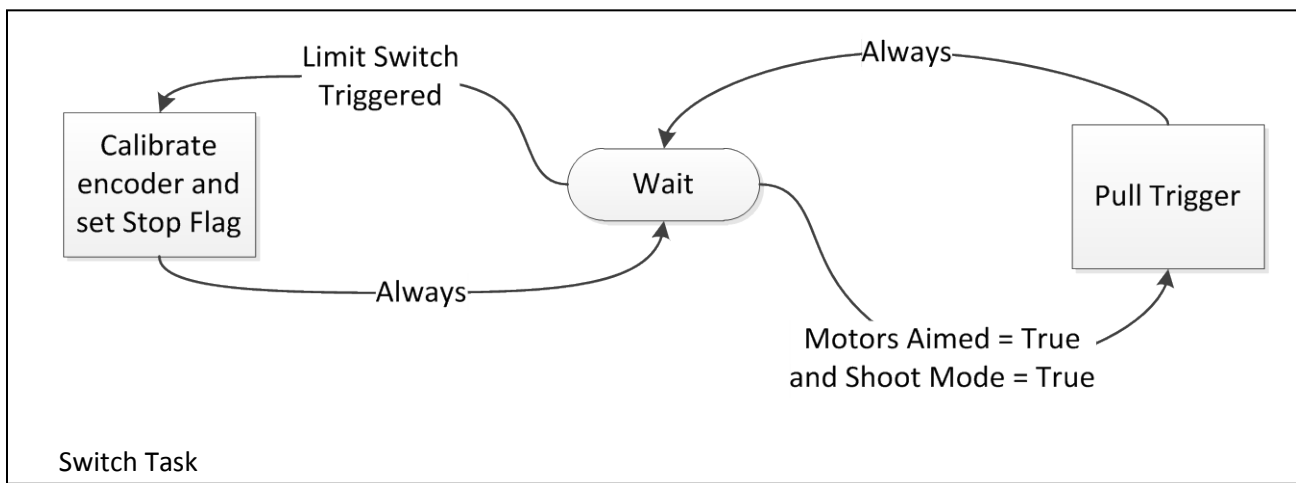 Limit Switch
Triggered
Always
Calibrate
encoder and
set Stop Flag
Wait
Pull Trigger
Always
Motors Aimed = True
and Shoot Mode = True
Switch Task